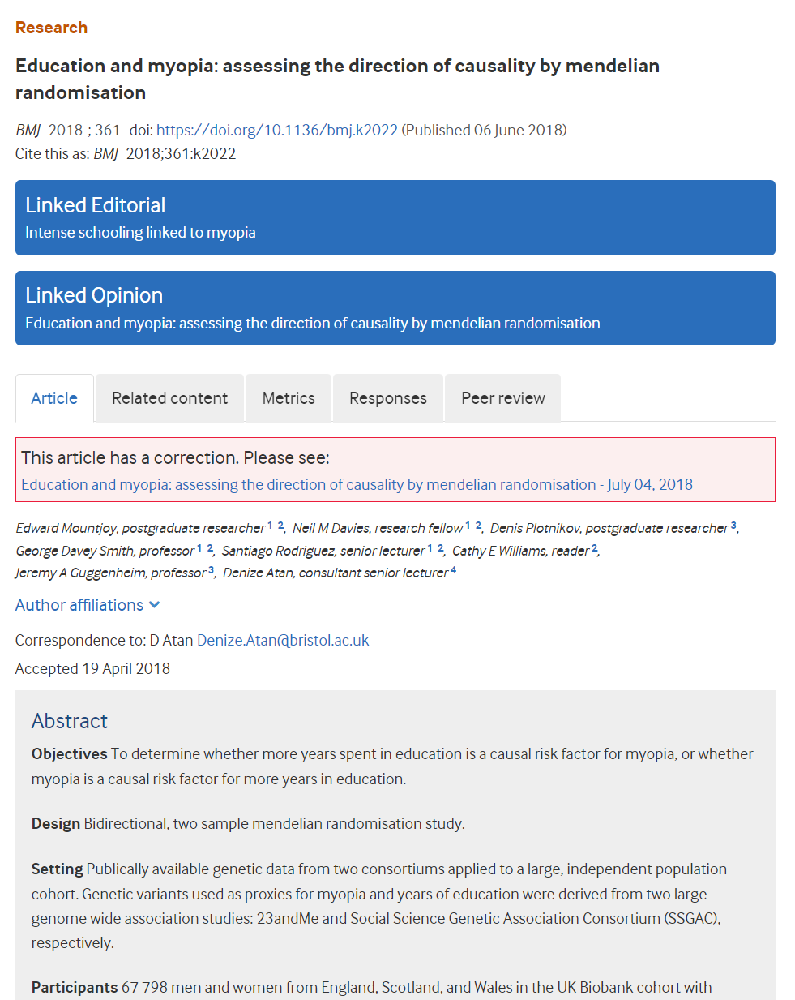 Research
Education and myopia: assessing the direction of causality by mendelian
randomisation
BMJ 2018 ; 361 doi: https://doi.org/10.1136/bmj.k2022 (Published 06 June 2018)
Cite this as: BMJ 2018;361:k2022
Linked Editorial
Intense schooling linked to myopia
Linked Opinion
Education and myopia: assessing the direction of causality by mendelian randomisation
Article Related content Metrics Responses Peer review
This article has a correction. Please see:
Education and myopia: assessing the direction of causality by mendelian randomisation - July 04, 2018
Edward Mountjoy, postgraduate researcher 1 2, Neil M Davies, research fellow 1 2, Denis Plotnikov, postgraduate researcher 3,
George Davey Smith, professor 1 2, Santiago Rodriguez, senior lecturer 1 2, Cathy E Williams, reader 2,
Jeremy A Guggenheim, professor 3, Denize Atan, consultant senior lecturer 4
Author affiliations
Correspondence to: D Atan Denize.Atan@bristol.ac.uk
Accepted 19 April 2018
Abstract
Objectives To determine whether more years spent in education is a causal risk factor for myopia, or whether
myopia is a causal risk factor for more years in education.
Design Bidirectional, two sample mendelian randomisation study.
Setting Publically available genetic data from two consortiums applied to a large, independent population
cohort. Genetic variants used as proxies for myopia and years of education were derived from two large
genome wide association studies: 23andMe and Social Science Genetic Association Consortium (SSGAC),
respectively.
Participants 67 798 men and women from England, Scotland, and Wales in the UK Biobank cohort with